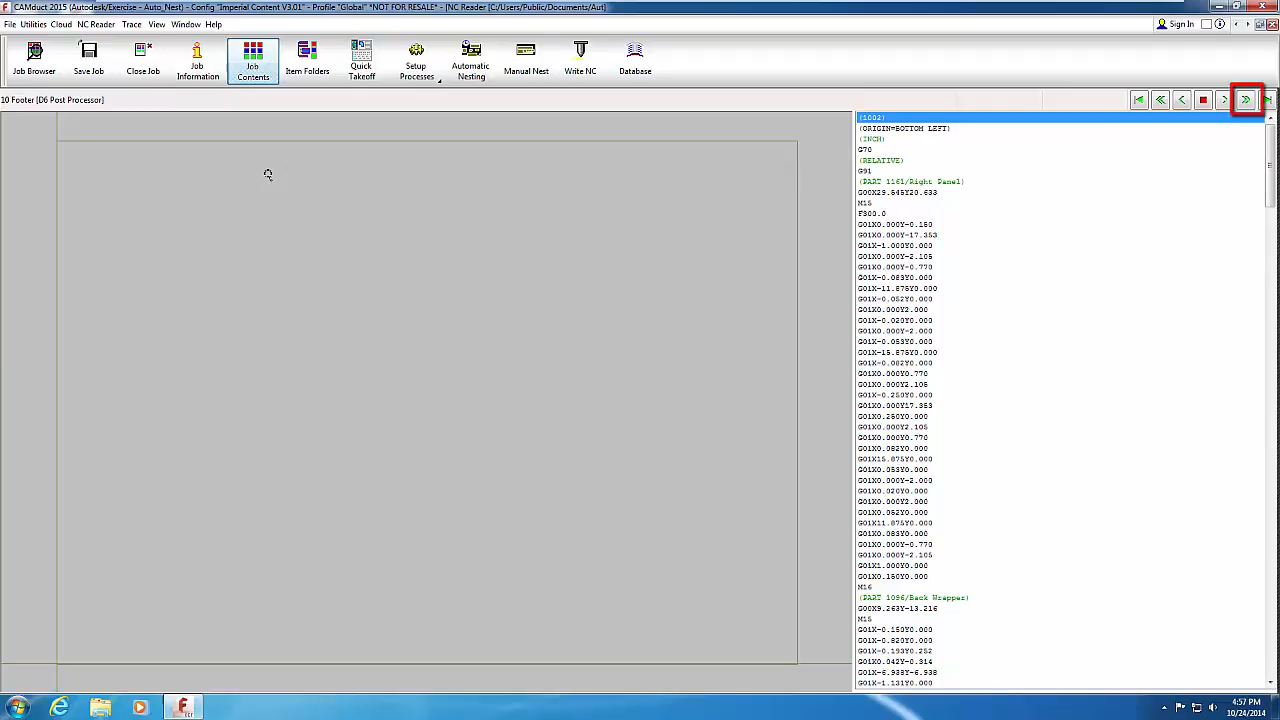 CAMduct 2015 (Autodesk/Exercise - Auto_Nest) - Config "Imperial Content V3.01" - Profile "Global" *NOT FOR RESALE* - [NC Reader [C:/Users/Public/Documents/Aut]
File Utilities Cloud NC Reader Trace View Window Help
Sign In
Job Browser
Save Job
Close Job
Job Information
Job Contents
Item Folders
Quick Takeoff
Setup Processes
Automatic Nesting
Manual Nest
Write NC
Database
10 Footer [D6 Post Processor]
(1002)
(ORIGIN=BOTTOM LEFT)
(INCH)
G70
(RELATIVE)
G91
(PART 1161/Right Panel)
G00X29.545Y20.633
M15
F300.0
G01X0.000Y-0.150
G01X0.000Y-17.353
G01X-1.000Y0.000
G01X0.000Y-2.105
G01X0.000Y-0.770
G01X-0.083Y0.000
G01X-11.875Y0.000
G01X-0.052Y0.000
G01X0.000Y2.000
G01X-0.020Y0.000
G01X0.000Y-2.000
G01X-0.053Y0.000
G01X-15.875Y0.000
G01X-0.082Y0.000
G01X0.000Y0.770
G01X0.000Y2.105
G01X-0.250Y0.000
G01X0.000Y17.353
G01X0.250Y0.000
G01X0.000Y2.105
G01X0.000Y0.770
G01X0.082Y0.000
G01X15.875Y0.000
G01X0.053Y0.000
G01X0.000Y-2.000
G01X0.020Y0.000
G01X0.000Y2.000
G01X0.052Y0.000
G01X11.875Y0.000
G01X0.083Y0.000
G01X0.000Y-0.770
G01X0.000Y-2.105
G01X1.000Y0.000
G01X0.150Y0.000
M16
(PART 1096/Back Wrapper)
G00X9.263Y-13.216
M15
G01X-0.150Y0.000
G01X-0.820Y0.000
G01X-0.193Y0.252
G01X0.042Y-0.314
G01X-6.938Y-6.938
G01X-1.131Y0.000
4:57 PM
10/24/2014